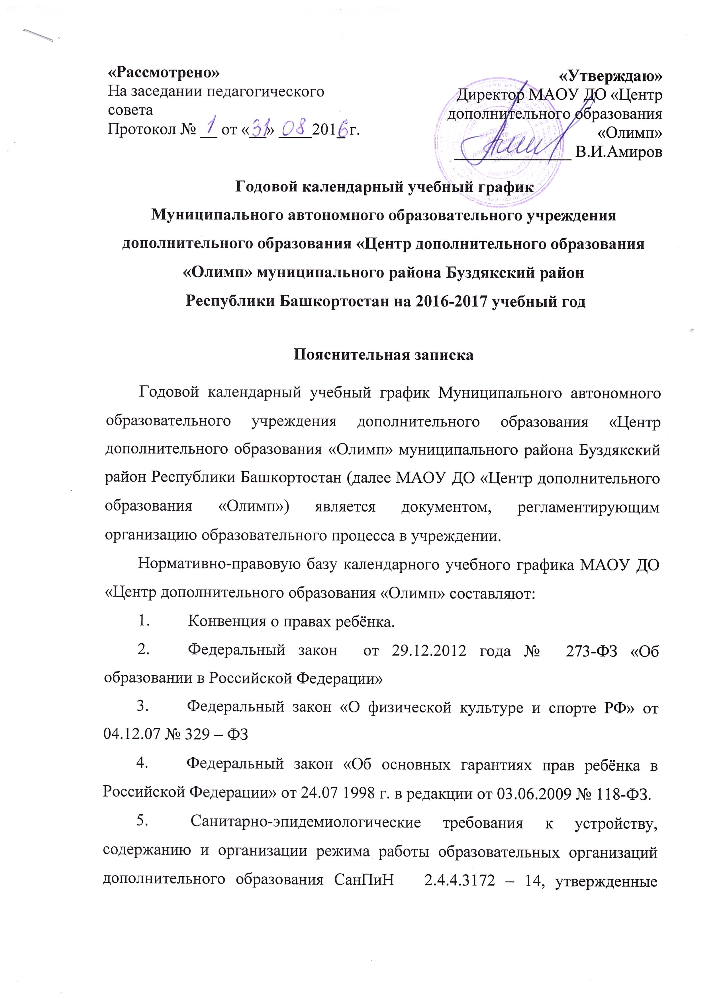 «Рассмотрено»
На заседании педагогического
совета
Протокол № 1 от «31» 08 2016 г.
«Утверждаю»
Директор МАОУ ДО «Центр
дополнительного образования
«Олимп»
В.И.Амиров
Годовой календарный учебный график
Муниципального автономного образовательного учреждения
дополнительного образования «Центр дополнительного образования
«Олимп» муниципального района Буздякский район
Республики Башкортостан на 2016-2017 учебный год
Пояснительная записка
Годовой календарный учебный график Муниципального автономного
образовательного учреждения дополнительного образования «Центр
дополнительного образования «Олимп» муниципального района Буздякский
район Республики Башкортостан (далее МАОУ ДО «Центр дополнительного
образования «Олимп») является документом, регламентирующим
организацию образовательного процесса в учреждении.
Нормативно-правовую базу календарного учебного графика МАОУ ДО
«Центр дополнительного образования «Олимп» составляют:
1. Конвенция о правах ребёнка.
2. Федеральный закон от 29.12.2012 года № 273-ФЗ «Об
образовании в Российской Федерации»
3. Федеральный закон «О физической культуре и спорте РФ» от
04.12.07 № 329 – ФЗ
4. Федеральный закон «Об основных гарантиях прав ребёнка в
Российской Федерации» от 24.07 1998 г. в редакции от 03.06.2009 № 118-ФЗ.
5. Санитарно-эпидемиологические требования к устройству,
содержанию и организации режима работы образовательных организаций
дополнительного образования СанПиН 2.4.4.3172 – 14, утвержденные